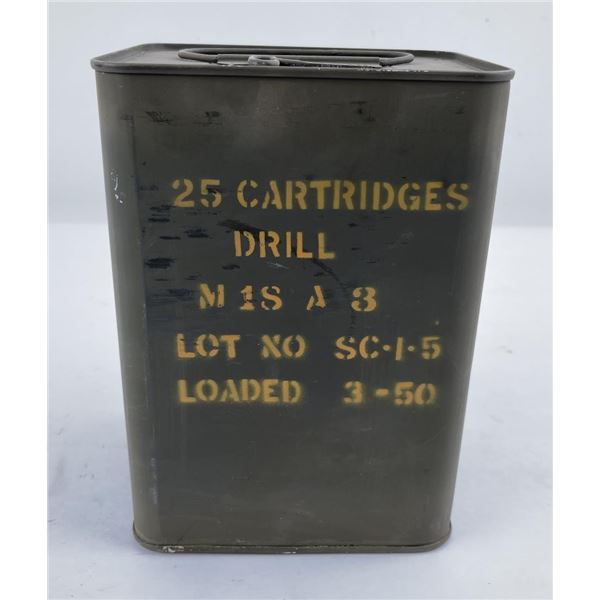 25 CARTRIDGES
DRILL
M 18 A 3
LOT NO SC-1-5
LOADED 3-50